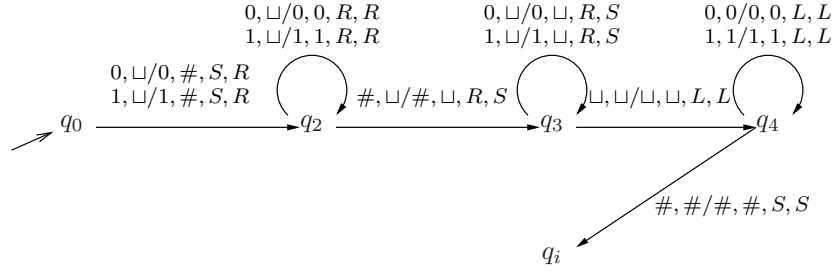 0, ⊔/0, 0, R, R
1, ⊔/1, 1, R, R
0, ⊔/0, ⊔, R, S
1, ⊔/1, ⊔, R, S
0, 0/0, 0, L, L
1, 1/1, 1, L, L
0, ⊔/0, #, S, R
1, ⊔/1, #, S, R
#, ⊔/#, ⊔, R, S
⊔, ⊔/⊔, ⊔, L, L
q₀
q₂
q₃
q₄
#, #/#, #, S, S
qᵢ